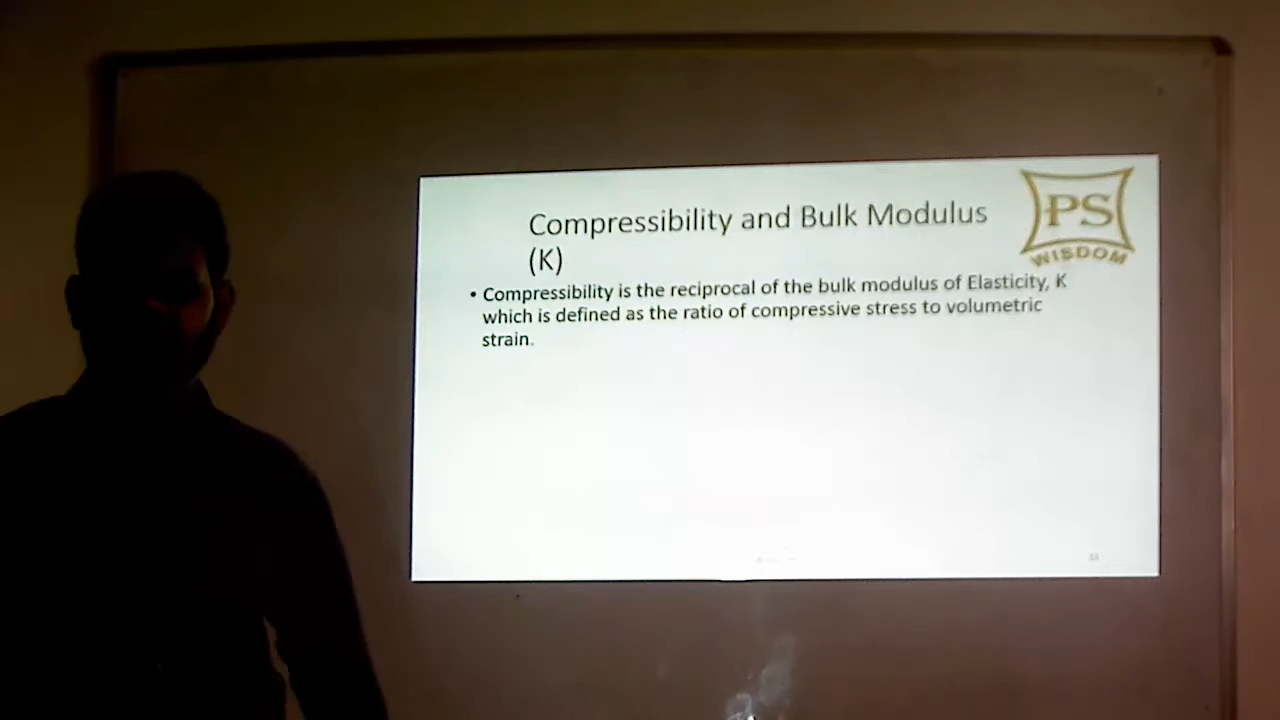 Compressibility and Bulk Modulus
(K)
PS
WISDOM
• Compressibility is the reciprocal of the bulk modulus of Elasticity, K
which is defined as the ratio of compressive stress to volumetric
strain.